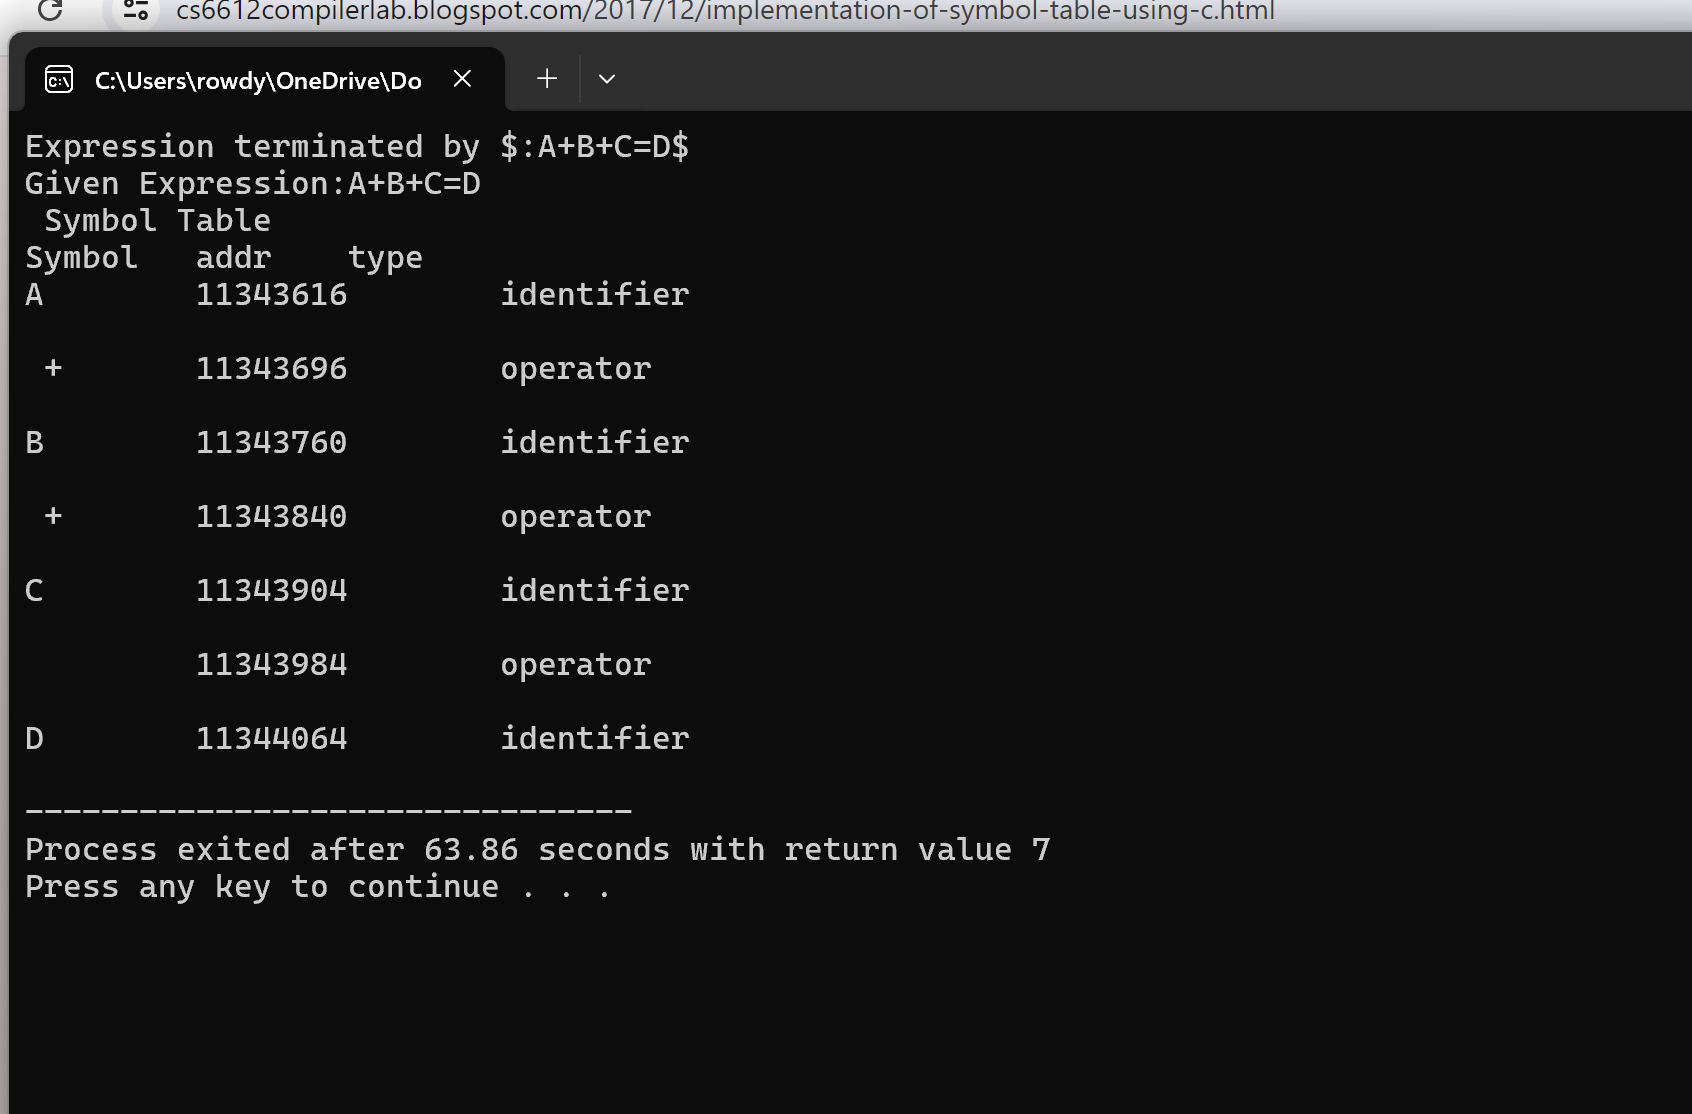 cs6612compilerlab.blogspot.com/2017/12/implementation-of-symbol-table-using-c.html
C:\Users\rowdy\OneDrive\Do
Expression terminated by $:A+B+C=D$
Given Expression:A+B+C=D
Symbol Table
Symbol addr type
A 11343616 identifier
+ 11343696 operator
B 11343760 identifier
+ 11343840 operator
C 11343904 identifier
11343984 operator
D 11344064 identifier
--------------------------------
Process exited after 63.86 seconds with return value 7
Press any key to continue . . .